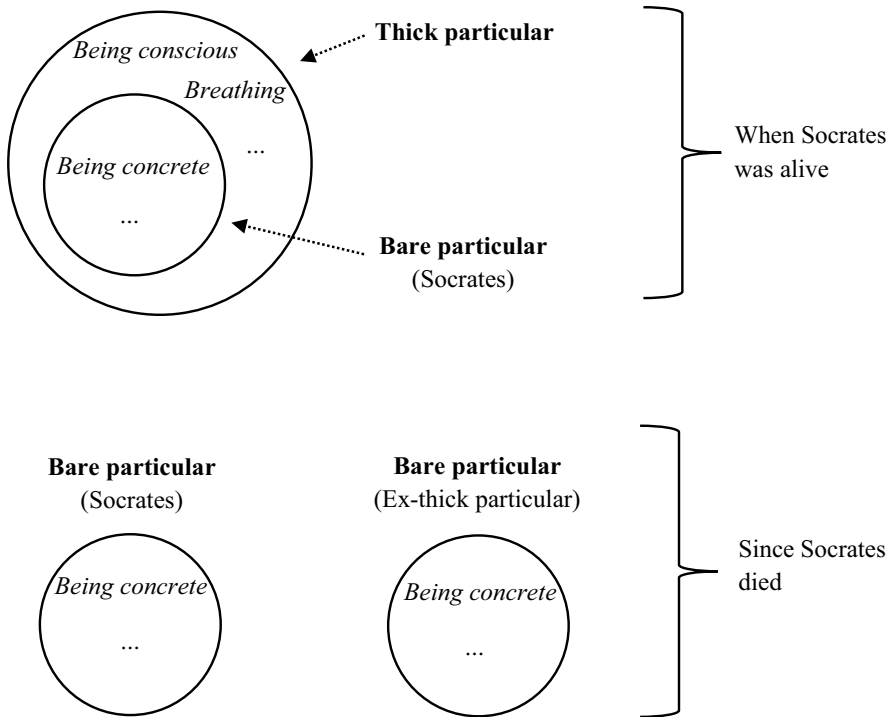 Being conscious
Thick particular
Breathing
...
Being concrete
...
Bare particular
(Socrates)
When Socrates
was alive
Bare particular
(Socrates)
Being concrete
...
Bare particular
(Ex-thick particular)
Being concrete
...
Since Socrates
died